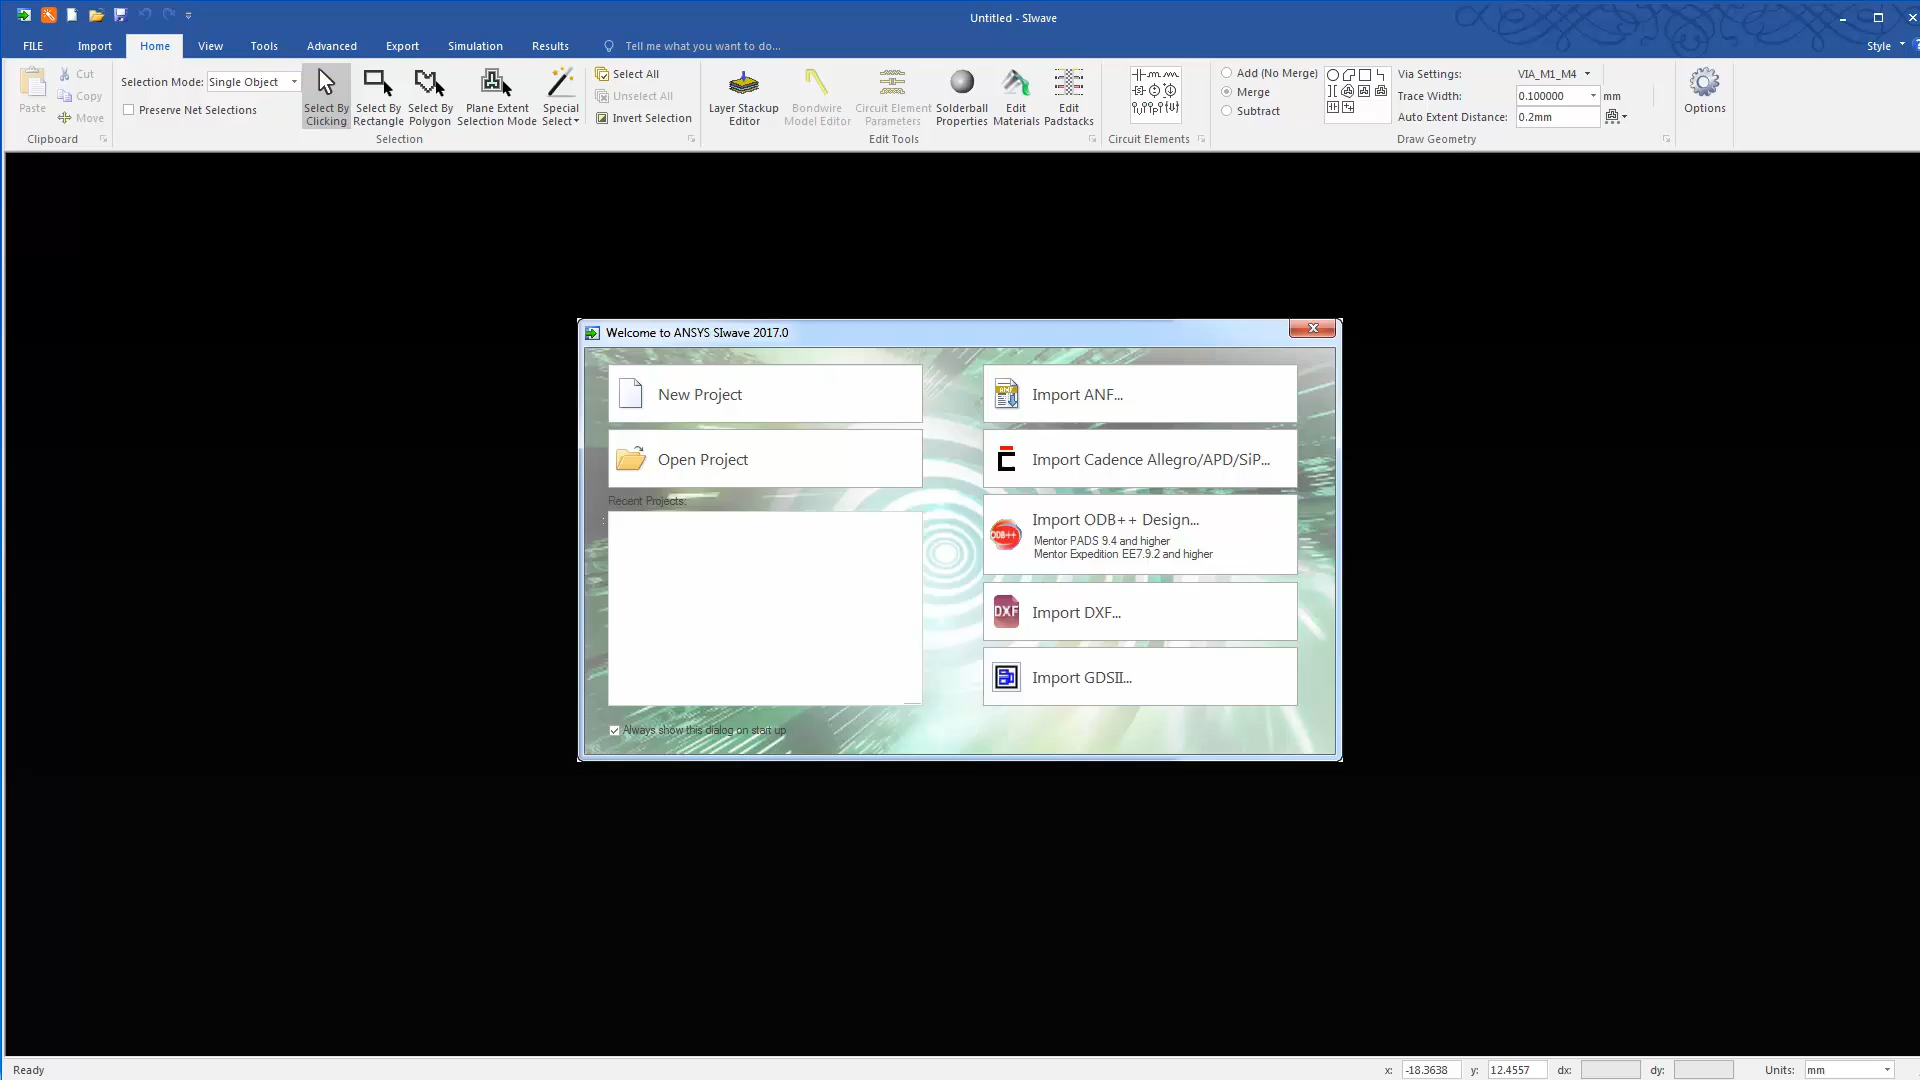 Untitled - SIwave
FILE Import Home View Tools Advanced Export Simulation Results Tell me what you want to do... Style
Paste
Cut
Copy
Move
Clipboard
Selection Mode: Single Object
Preserve Net Selections
Select By Clicking
Select By Rectangle
Select By Polygon
Plane Extent Selection Mode
Special Select
Select All
Unselect All
Invert Selection
Selection
Layer Stackup Editor
Bondwire Model Editor
Circuit Element Parameters
Solderball Properties
Edit Materials
Edit Padstacks
Edit Tools
Circuit Elements
Add (No Merge)
Merge
Subtract
Via Settings: VIA_M1_M4
Trace Width: 0.100000 mm
Auto Extent Distance: 0.2mm
Draw Geometry
Options
Welcome to ANSYS SIwave 2017.0
New Project
Open Project
Recent Projects:
Always show this dialog on start up
ANF
Import ANF...
Import Cadence Allegro/APD/SiP...
ODB++
Import ODB++ Design...
Mentor PADS 9.4 and higher
Mentor Expedition EE7.9.2 and higher
DXF
Import DXF...
Import GDSII...
Ready x: -18.3638 y: 12.4557 dx: dy: Units: mm